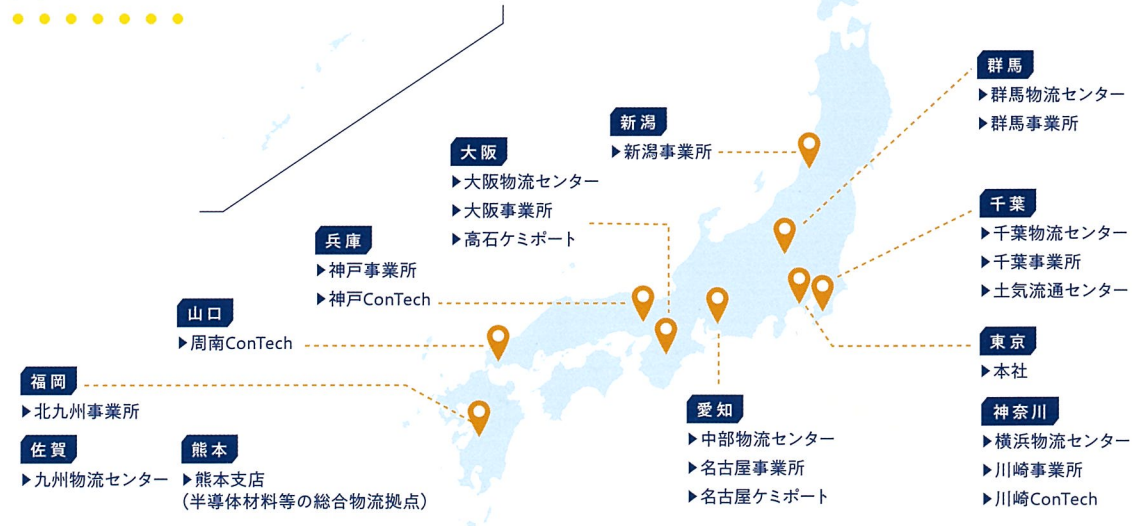 群馬
▶群馬物流センター
▶群馬事業所
新潟
▶新潟事業所
大阪
▶大阪物流センター
▶大阪事業所
▶高石ケミポート
千葉
▶千葉物流センター
▶千葉事業所
▶土気流通センター
兵庫
▶神戸事業所
▶神戸ConTech
山口
▶周南ConTech
東京
▶本社
福岡
▶北九州事業所
佐賀
▶九州物流センター
熊本
▶熊本支店
(半導体材料等の総合物流拠点)
愛知
▶中部物流センター
▶名古屋事業所
▶名古屋ケミポート
神奈川
▶横浜物流センター
▶川崎事業所
▶川崎ConTech